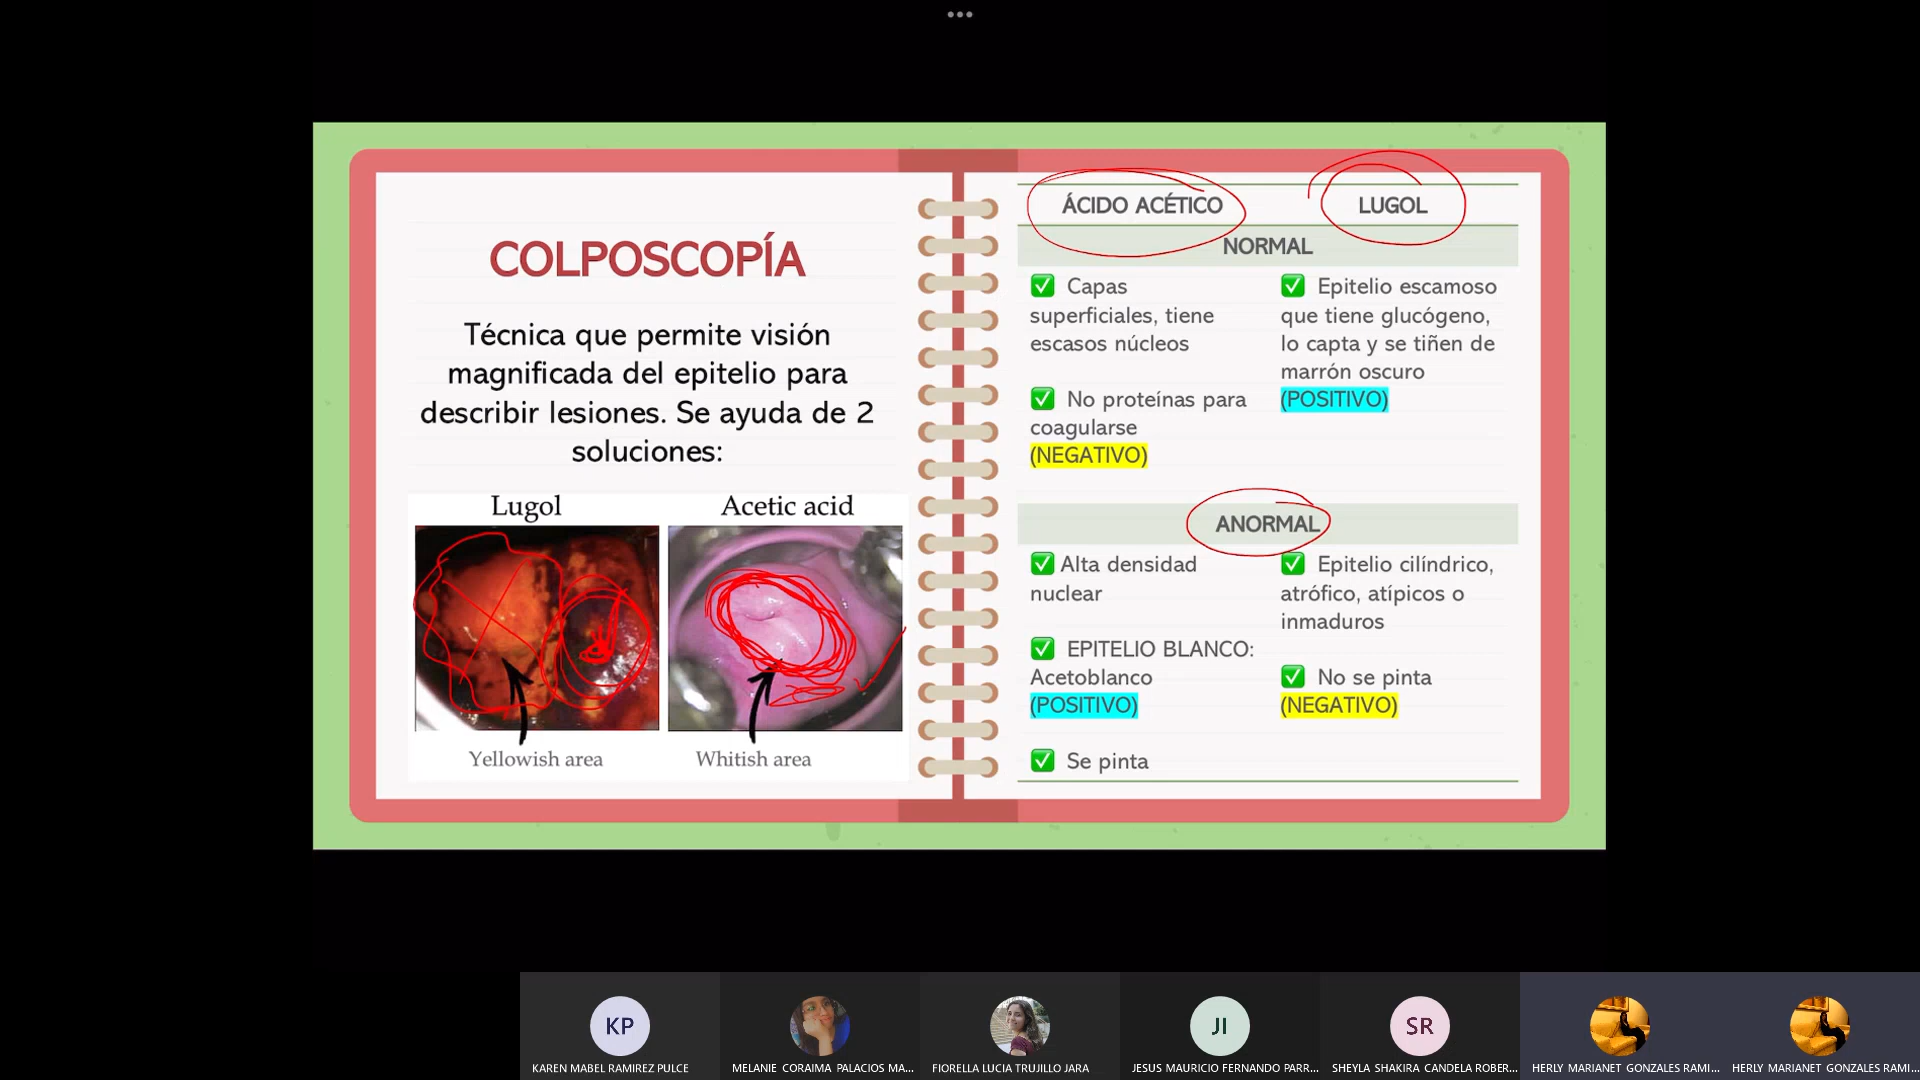 COLPOSCOPÍA
Técnica que permite visión
magnificada del epitelio para
describir lesiones. Se ayuda de 2
soluciones:
Lugol
Acetic acid
Yellowish area
Whitish area
ÁCIDO ACÉTICO
LUGOL
NORMAL
✅ Capas
superficiales, tiene
escasos núcleos
✅ No proteínas para
coagularse
(NEGATIVO)
✅ Epitelio escamoso
que tiene glucógeno,
lo capta y se tiñen de
marrón oscuro
(POSITIVO)
ANORMAL
✅ Alta densidad
nuclear
✅ EPITELIO BLANCO:
Acetoblanco
(POSITIVO)
✅ Se pinta
✅ Epitelio cilíndrico,
atrófico, atípicos o
inmaduros
✅ No se pinta
(NEGATIVO)
KP
KAREN MABEL RAMIREZ PULCE
MELANIE CORAIMA PALACIOS MA...
FIORELLA LUCIA TRUJILLO JARA
JI
JESUS MAURICIO FERNANDO PARR...
SR
SHEYLA SHAKIRA CANDELA ROBER...
HERLY MARIANET GONZALES RAMI...
HERLY MARIANET GONZALES RAMI...